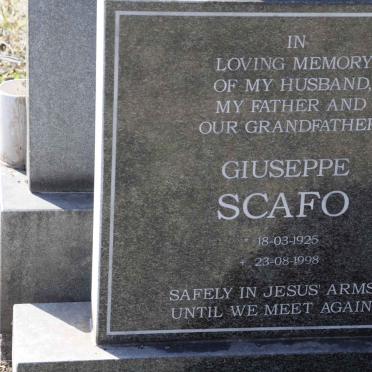 IN
LOVING MEMORY
OF MY HUSBAND,
MY FATHER AND
OUR GRANDFATHER
GIUSEPPE
SCAFO
* 18-03-1925
+ 23-08-1998
SAFELY IN JESUS' ARMS
UNTIL WE MEET AGAIN